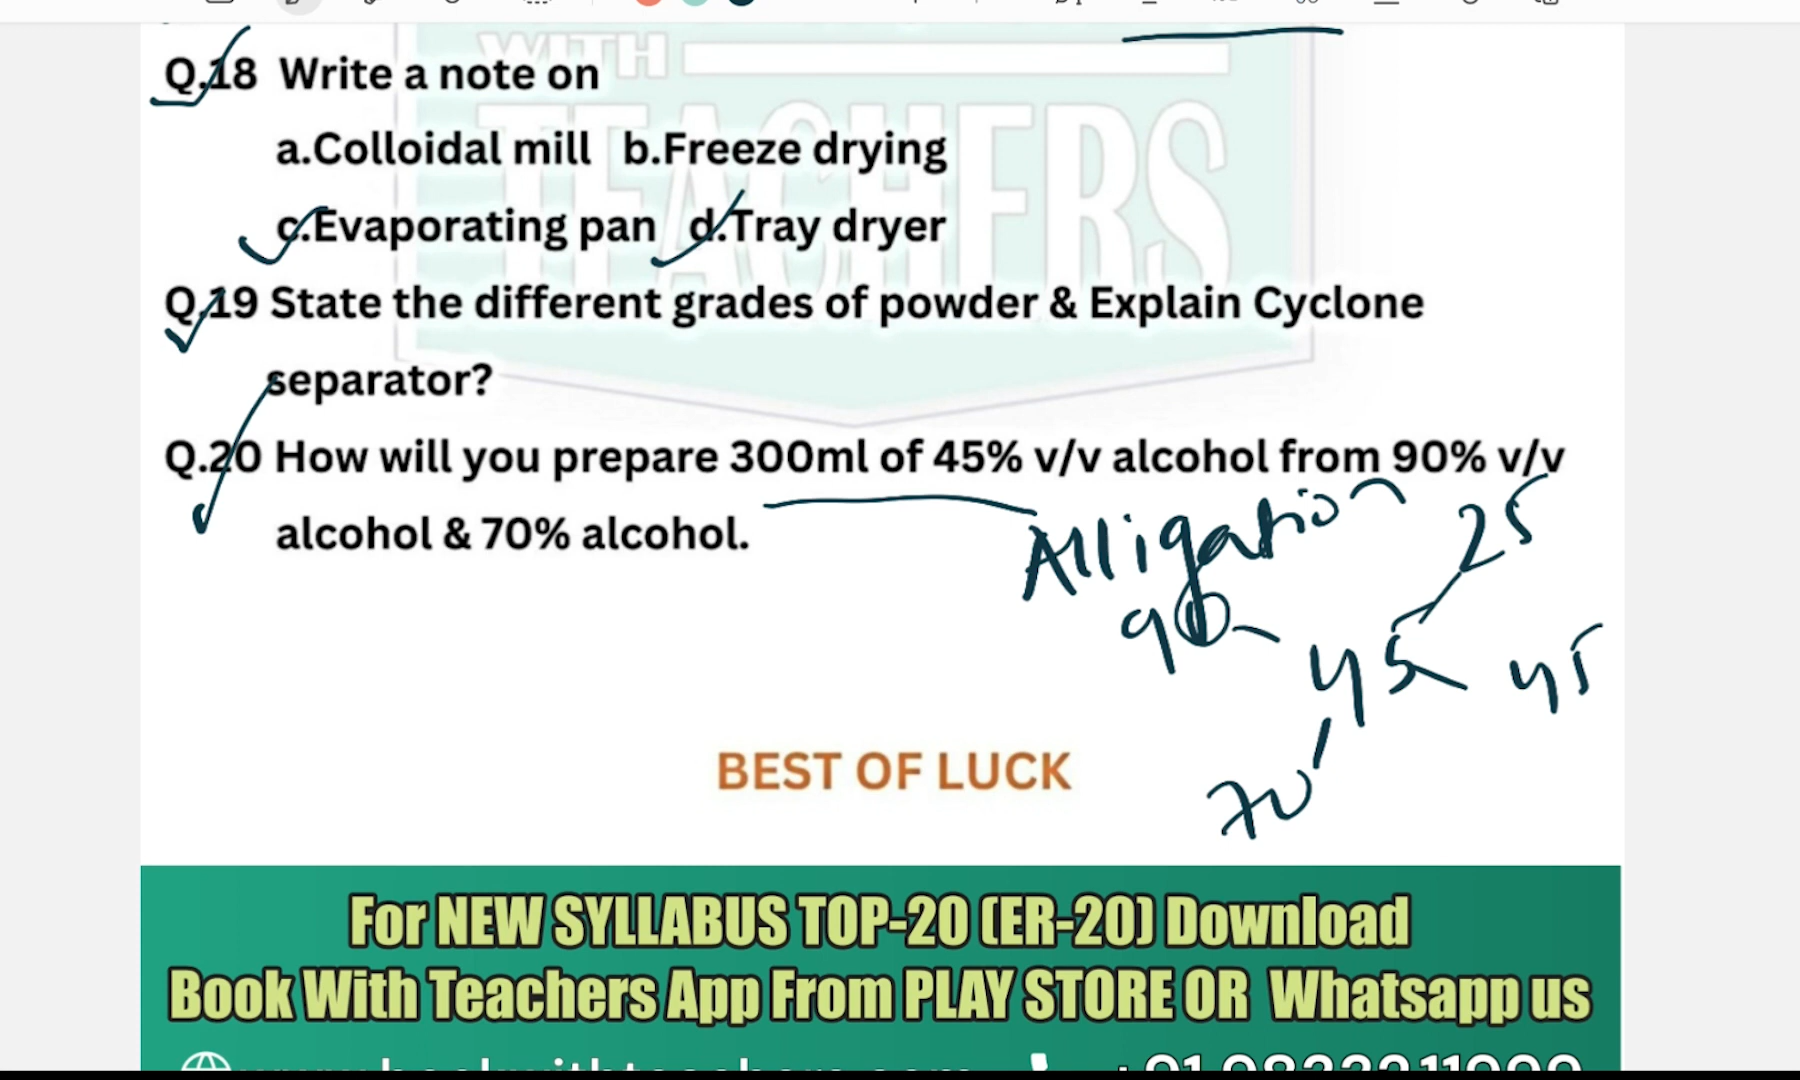 WITH
TEACHERS
Q.18 Write a note on
a.Colloidal mill b.Freeze drying
c.Evaporating pan d.Tray dryer
Q.19 State the different grades of powder & Explain Cyclone
separator?
Q.20 How will you prepare 300ml of 45% v/v alcohol from 90% v/v
alcohol & 70% alcohol.
Alligation
25
90
45 45
70
BEST OF LUCK
For NEW SYLLABUS TOP-20 (ER-20) Download
Book With Teachers App From PLAY STORE OR Whatsapp us